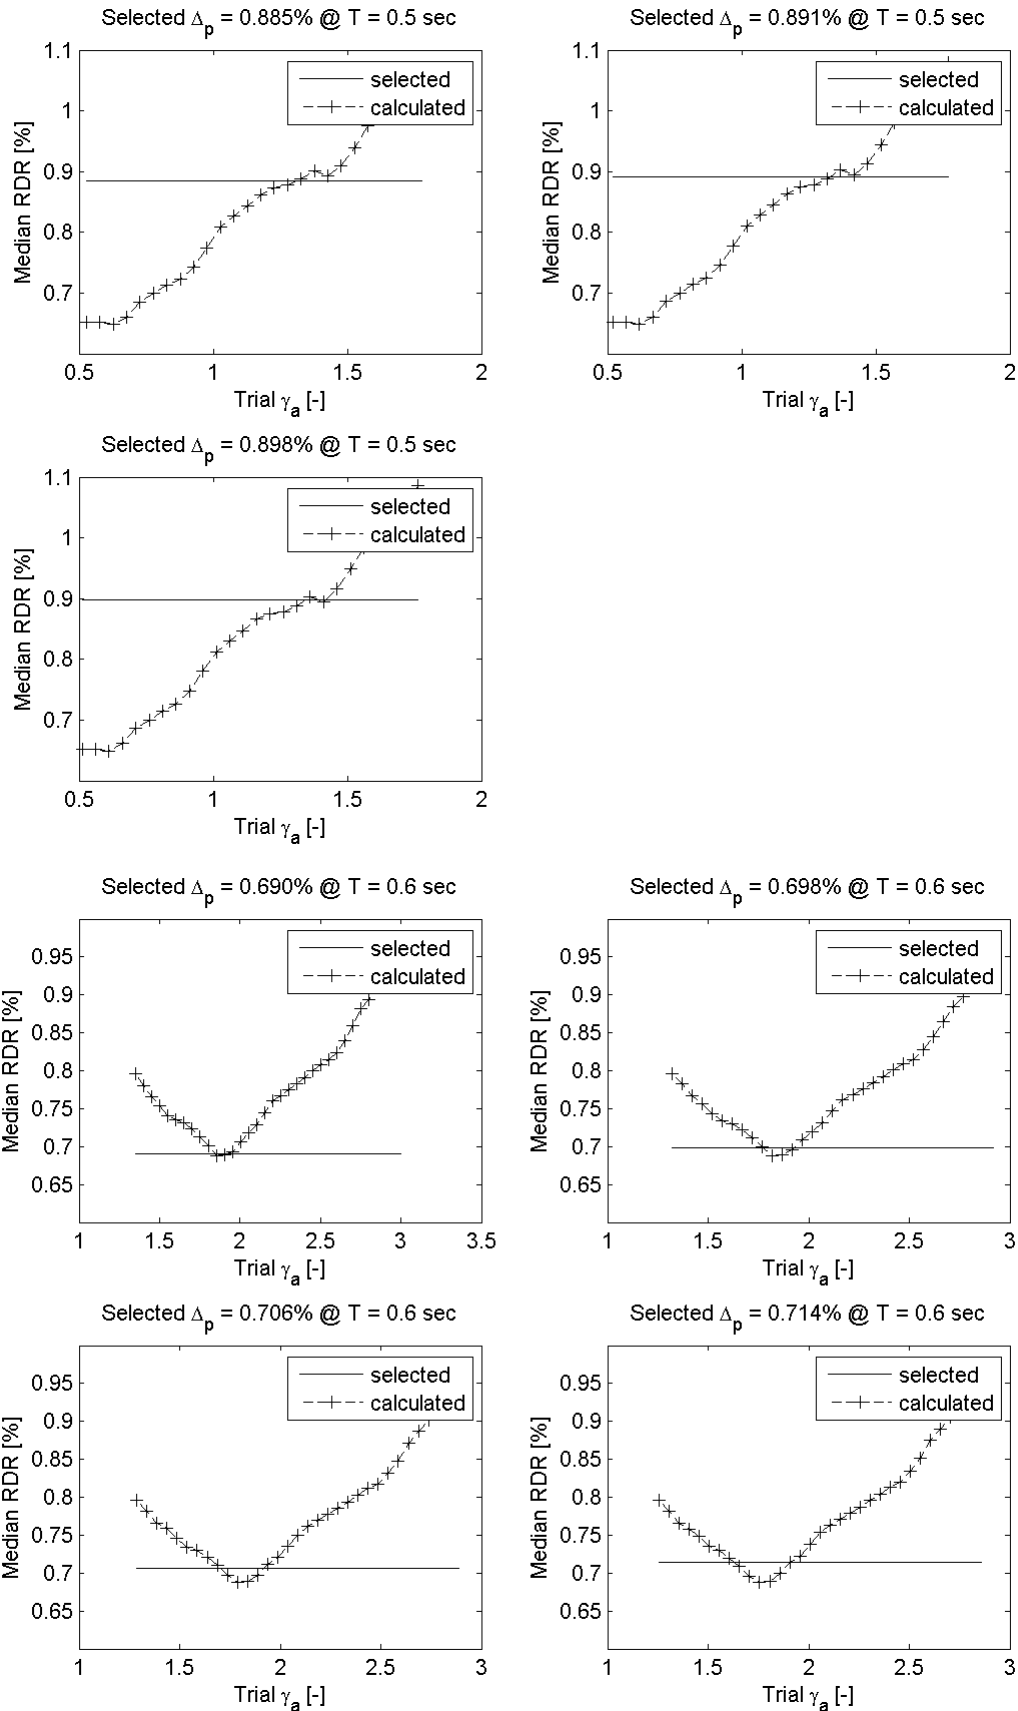 Selected Δp = 0.885% @ T = 0.5 sec
1.1
1
0.9
0.8
0.7
0.5
1
1.5
2
Median RDR [%]
Trial γa [-]
selected
calculated
Selected Δp = 0.891% @ T = 0.5 sec
1.1
1
0.9
0.8
0.7
0.5
1
1.5
2
Median RDR [%]
Trial γa [-]
selected
calculated
Selected Δp = 0.898% @ T = 0.5 sec
1.1
1
0.9
0.8
0.7
0.5
1
1.5
2
Median RDR [%]
Trial γa [-]
selected
calculated
Selected Δp = 0.690% @ T = 0.6 sec
0.95
0.9
0.85
0.8
0.75
0.7
0.65
1
1.5
2
2.5
3
3.5
Median RDR [%]
Trial γa [-]
selected
calculated
Selected Δp = 0.698% @ T = 0.6 sec
0.95
0.9
0.85
0.8
0.75
0.7
0.65
1
1.5
2
2.5
3
Median RDR [%]
Trial γa [-]
selected
calculated
Selected Δp = 0.706% @ T = 0.6 sec
0.95
0.9
0.85
0.8
0.75
0.7
0.65
1
1.5
2
2.5
3
Median RDR [%]
Trial γa [-]
selected
calculated
Selected Δp = 0.714% @ T = 0.6 sec
0.95
0.9
0.85
0.8
0.75
0.7
0.65
1
1.5
2
2.5
3
Median RDR [%]
Trial γa [-]
selected
calculated